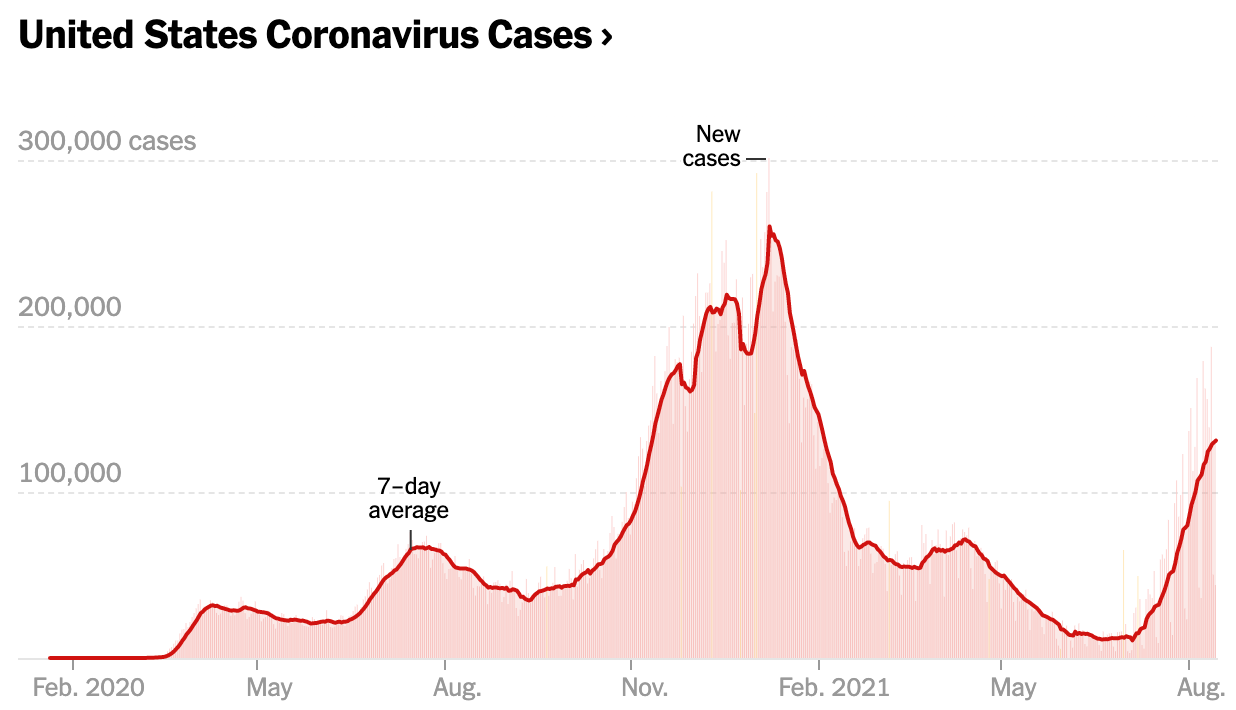 United States Coronavirus Cases ›
300,000 cases
New
cases
200,000
100,000
7–day
average
Feb. 2020
May
Aug.
Nov.
Feb. 2021
May
Aug.